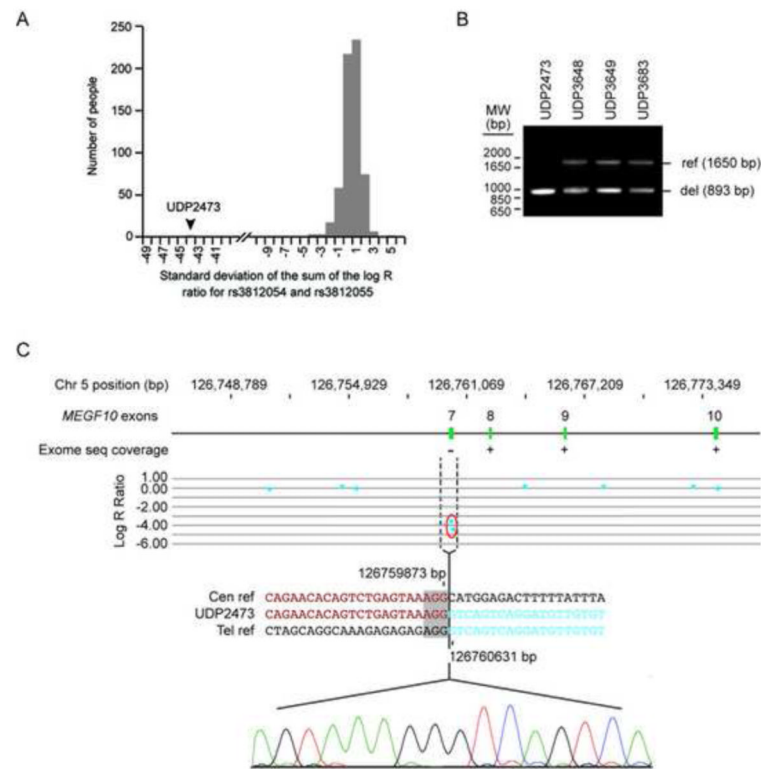 A
250
200
150
100
50
0
Number of people
UDP2473
-49 -47 -45 -43 -41 -9 -7 -5 -3 -1 1 3 5
Standard deviation of the sum of the log R
ratio for rs3812054 and rs3812055
B
UDP2473 UDP3648 UDP3649 UDP3683
MW
(bp)
2000
1650
1000
850
650
ref (1650 bp)
del (893 bp)
C
Chr 5 position (bp) 126,748,789 126,754,929 126,761,069 126,767,209 126,773,349
MEGF10 exons 7 8 9 10
Exome seq coverage - + + +
Log R Ratio
1.00
0.00
-2.00
-4.00
-6.00
126759873 bp
Cen ref CAGAACACAGTCTGAGTAAAGGCATGGAGACTTTTTATTTA
UDP2473 CAGAACACAGTCTGAGTAAAGGGTCAGTCAGGATGTTGTGT
Tel ref CTAGCAGGCAAAGAGAGAGAGGGTCAGTCAGGATGTTGTGT
126760631 bp